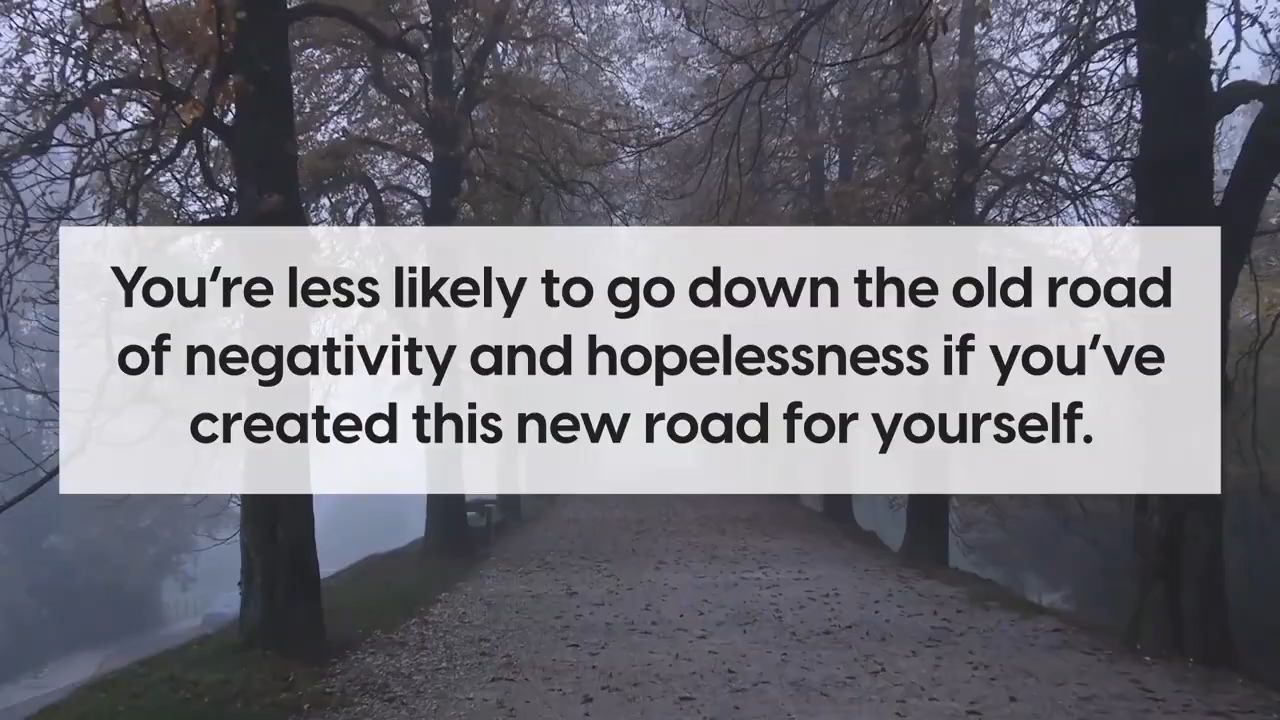 You’re less likely to go down the old road
of negativity and hopelessness if you’ve
created this new road for yourself.